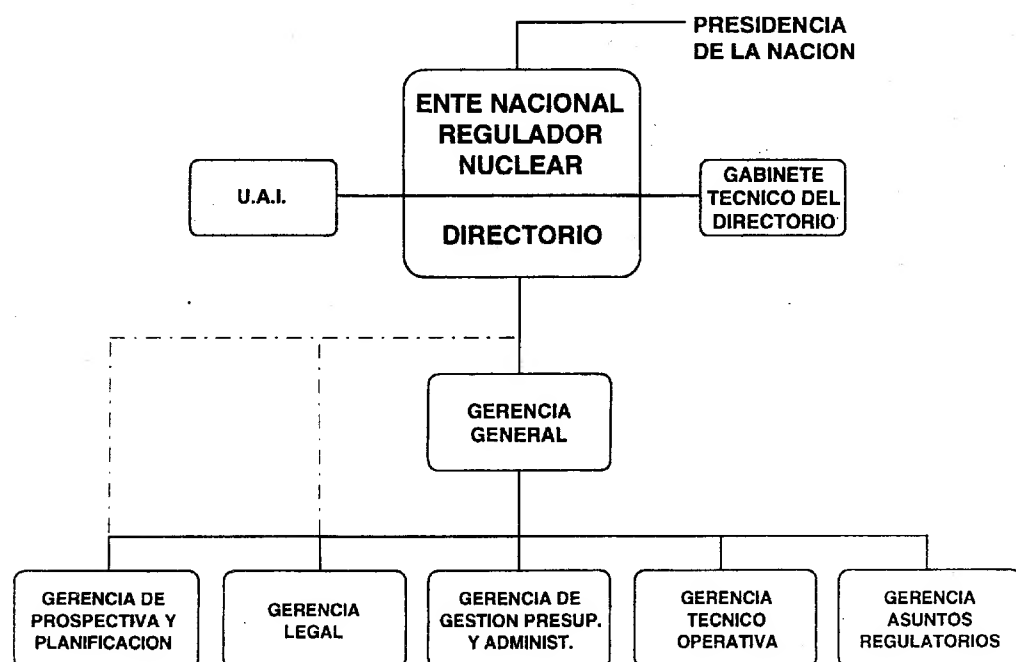 PRESIDENCIA
DE LA NACION
ENTE NACIONAL
REGULADOR
NUCLEAR
U.A.I.
GABINETE
TECNICO DEL
DIRECTORIO
DIRECTORIO
GERENCIA
GENERAL
GERENCIA DE
PROSPECTIVA Y
PLANIFICACION
GERENCIA
LEGAL
GERENCIA DE
GESTION PRESUP.
Y ADMINIST.
GERENCIA
TECNICO
OPERATIVA
GERENCIA
ASUNTOS
REGULATORIOS